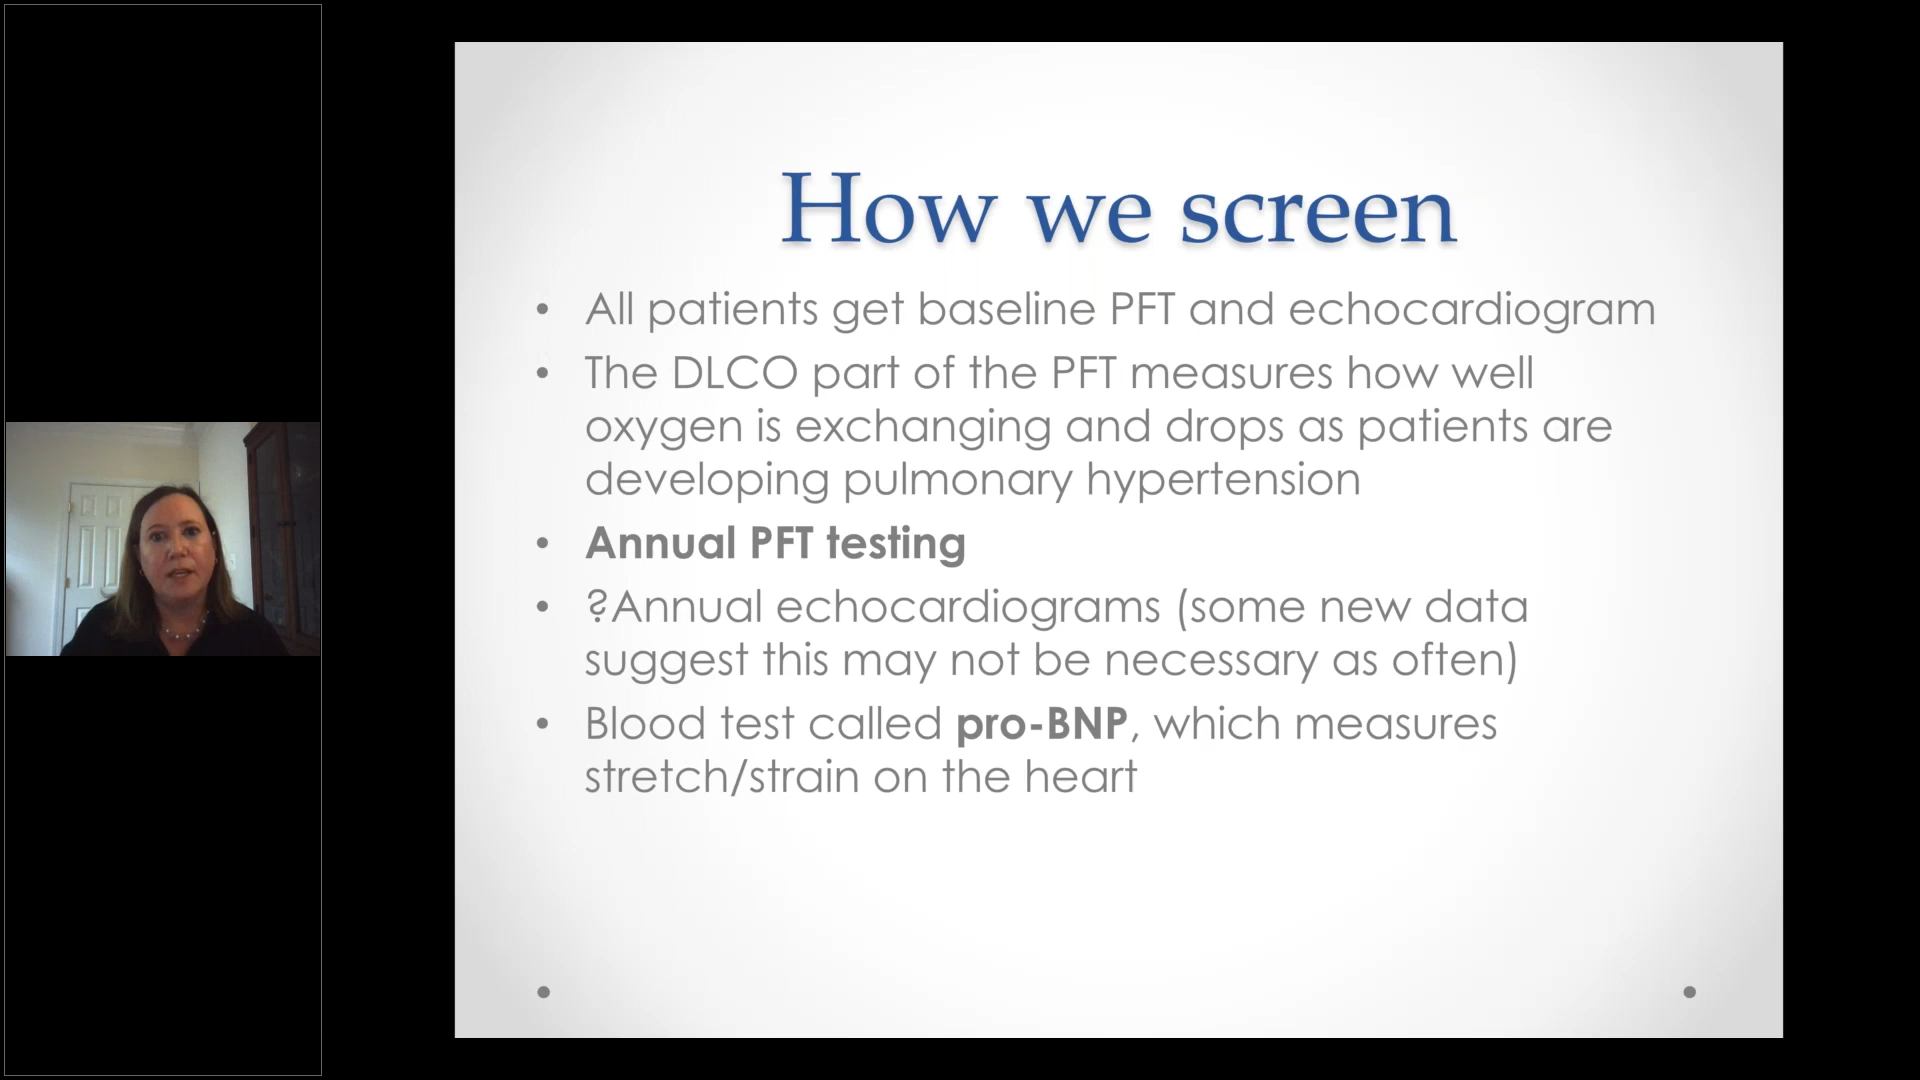 How we screen
• All patients get baseline PFT and echocardiogram
• The DLCO part of the PFT measures how well
oxygen is exchanging and drops as patients are
developing pulmonary hypertension
• Annual PFT testing
• ?Annual echocardiograms (some new data
suggest this may not be necessary as often)
• Blood test called pro-BNP, which measures
stretch/strain on the heart